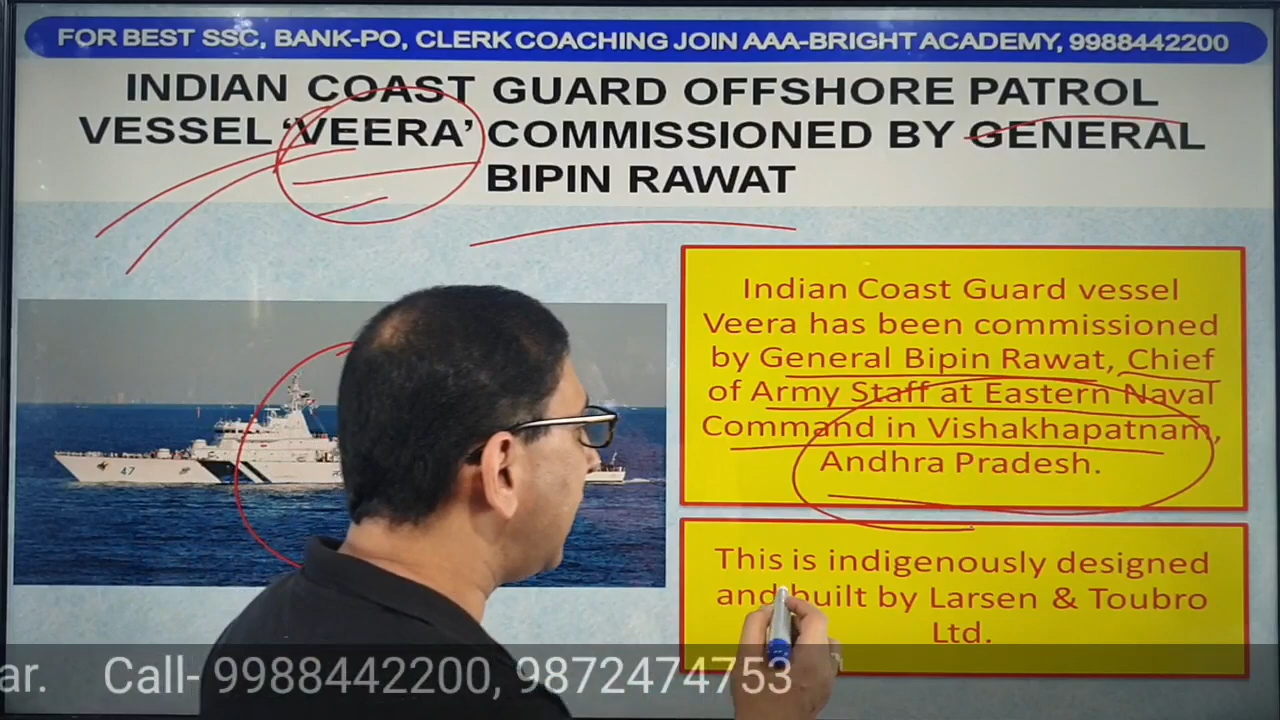 FOR BEST SSC, BANK-PO, CLERK COACHING JOIN AAA-BRIGHT ACADEMY, 9988442200
INDIAN COAST GUARD OFFSHORE PATROL
VESSEL ‘VEERA’ COMMISSIONED BY GENERAL
BIPIN RAWAT
47
Indian Coast Guard vessel
Veera has been commissioned
by General Bipin Rawat, Chief
of Army Staff at Eastern Naval
Command in Vishakhapatnam,
Andhra Pradesh.
This is indigenously designed
and built by Larsen & Toubro
Ltd.
ar. Call- 9988442200, 9872474753